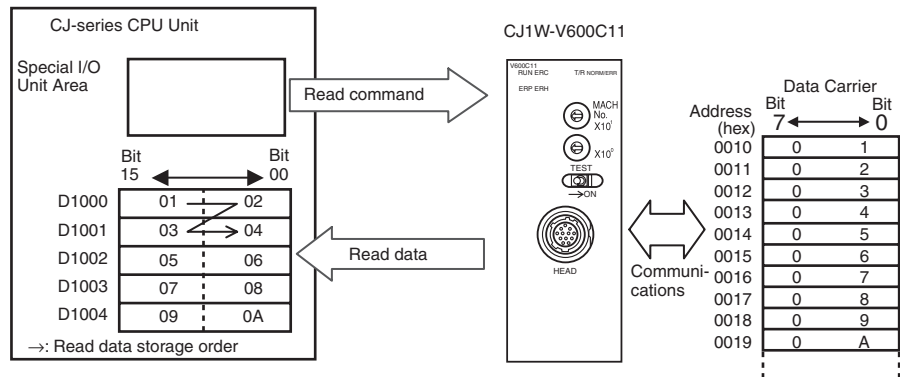 CJ-series CPU Unit
Special I/O
Unit Area
Read command
Bit
15
Bit
00
D1000 01 02
D1001 03 04
D1002 05 06
D1003 07 08
D1004 09 0A
→: Read data storage order
Read data
CJ1W-V600C11
V600C11
RUN ERC T/R NORM/ERR
ERP ERH
MACH
No.
X10¹
X10⁰
TEST
→ON
HEAD
Communi-
cations
Data Carrier
Address
(hex)
Bit
7
Bit
0
0010 0 1
0011 0 2
0012 0 3
0013 0 4
0014 0 5
0015 0 6
0016 0 7
0017 0 8
0018 0 9
0019 0 A